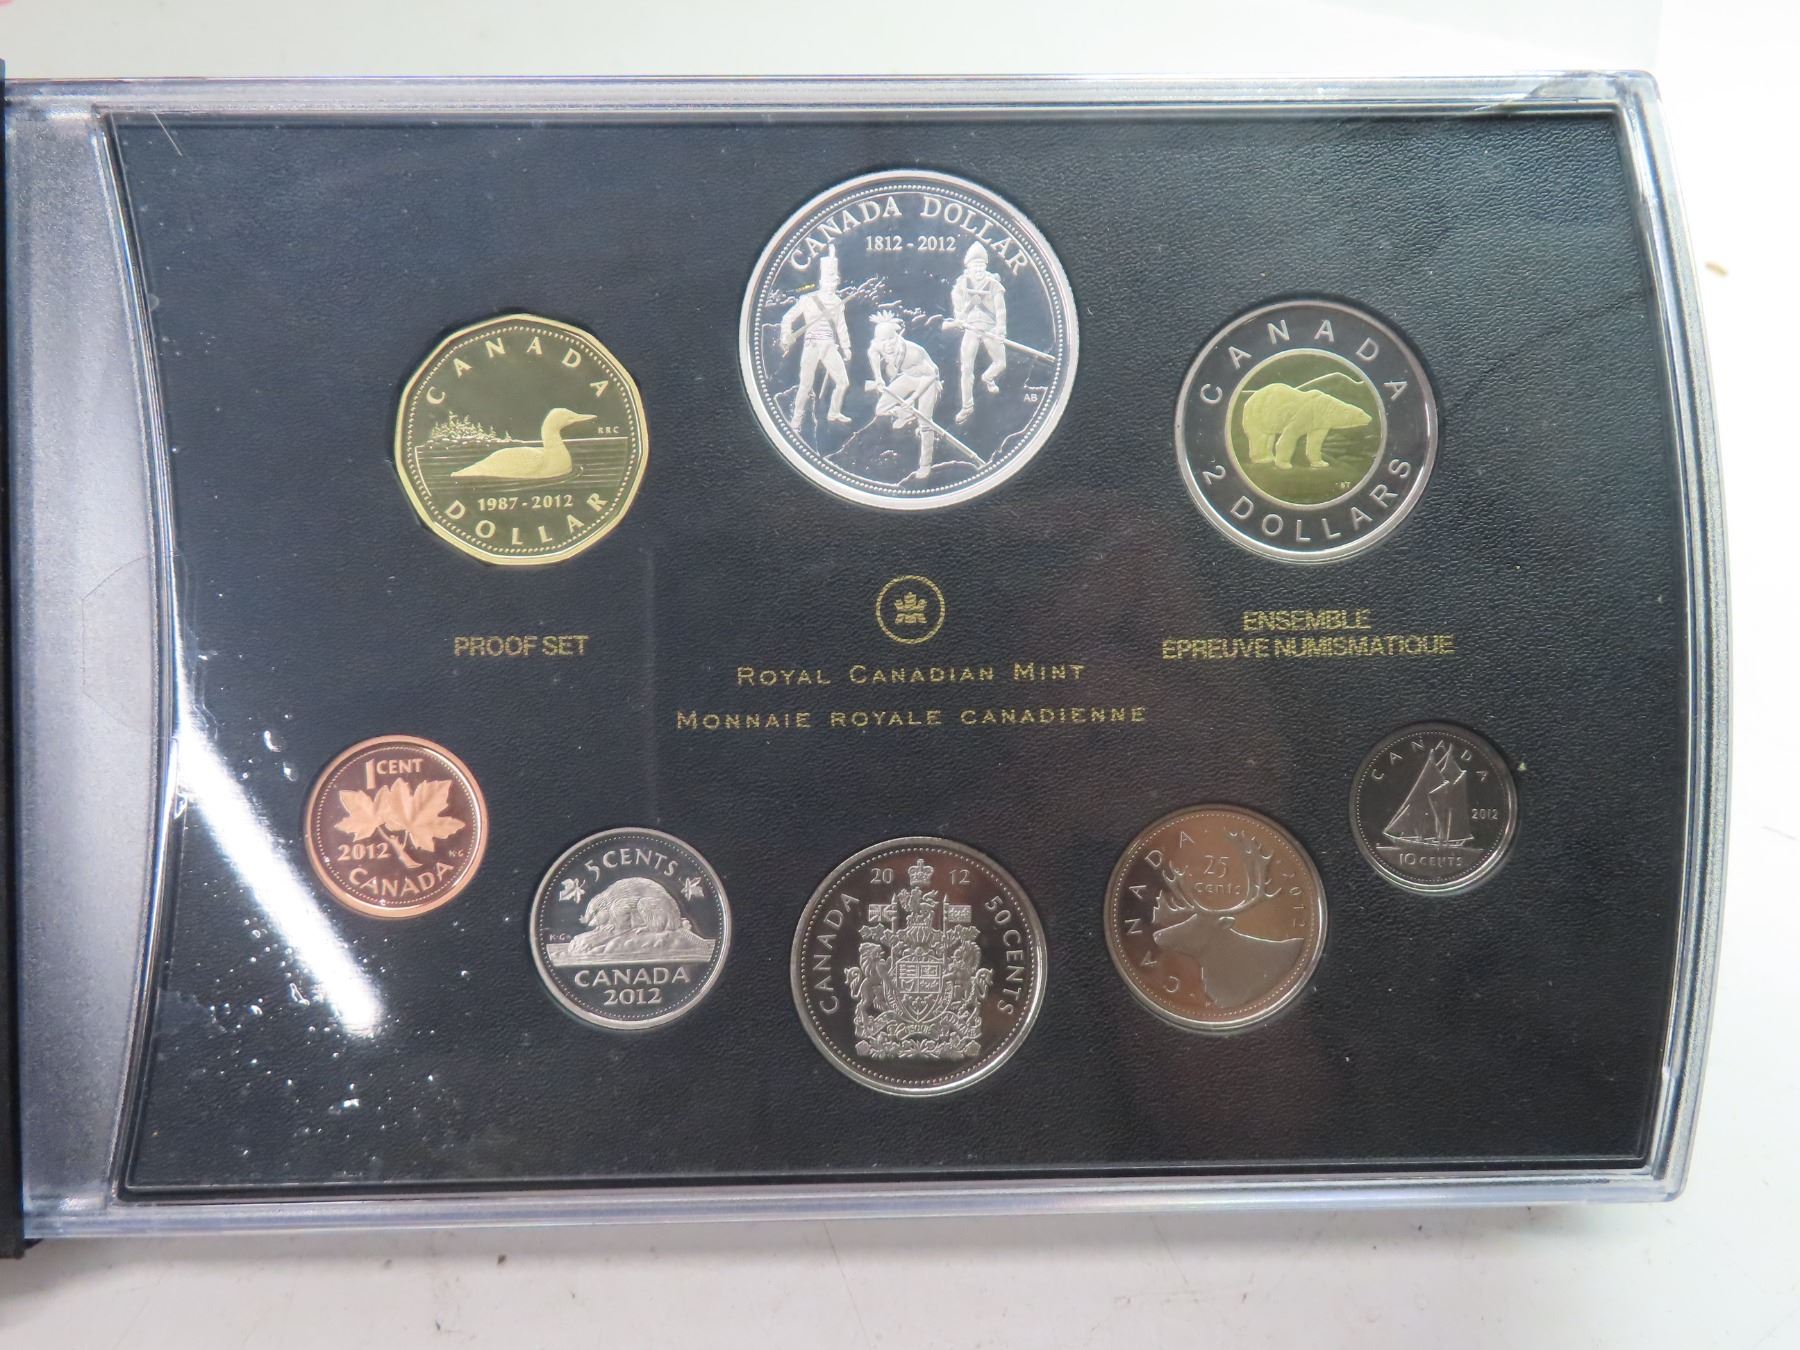 CANADA DOLLAR
1812 - 2012
AB
CANADA
RRC
1987 - 2012
DOLLAR
CANADA
2 DOLLARS
PROOF SET
ROYAL CANADIAN MINT
MONNAIE ROYALE CANADIENNE
ENSEMBLE
ÉPREUVE NUMISMATIQUE
1 CENT
2012
KG
CANADA
5 CENTS
K·G
CANADA
2012
20 12
CANADA
50 CENTS
CANADA
25
cents
2012
CANADA
2012
10 CENTS